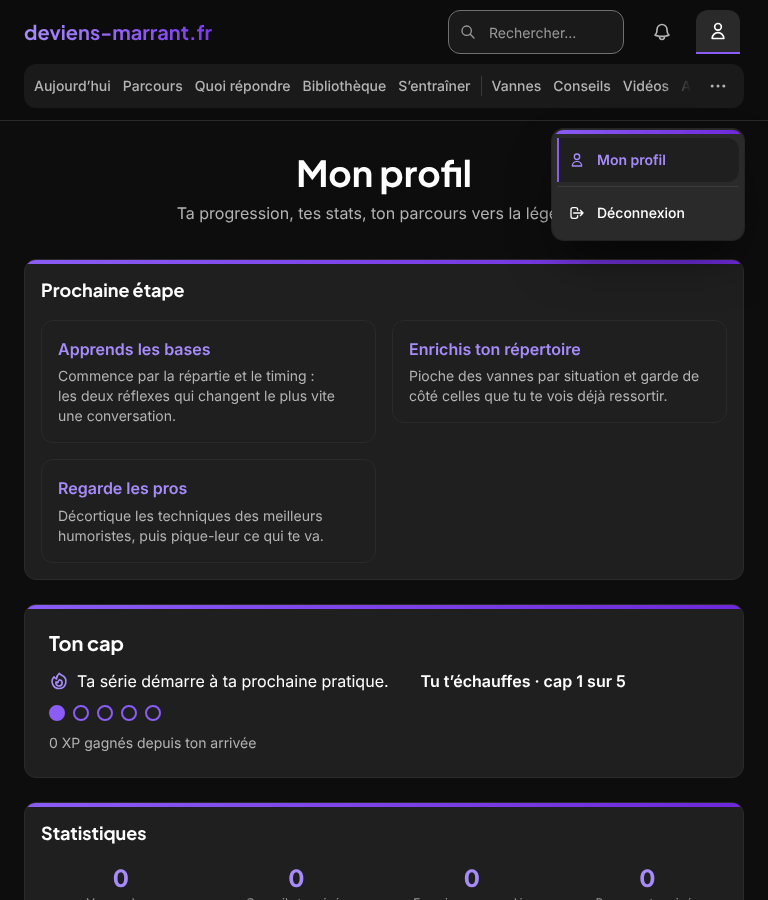 deviens-marrant.fr
Rechercher...
Aujourd’hui Parcours Quoi répondre Bibliothèque S’entraîner Vannes Conseils Vidéos
Mon profil
Déconnexion
Mon profil
Ta progression, tes stats, ton parcours vers la
Prochaine étape
Apprends les bases
Commence par la répartie et le timing :
les deux réflexes qui changent le plus vite
une conversation.
Enrichis ton répertoire
Pioche des vannes par situation et garde de
côté celles que tu te vois déjà ressortir.
Regarde les pros
Décortique les techniques des meilleurs
humoristes, puis pique-leur ce qui te va.
Ton cap
Ta série démarre à ta prochaine pratique.
Tu t’échauffes · cap 1 sur 5
0 XP gagnés depuis ton arrivée
Statistiques
0 0 0 0